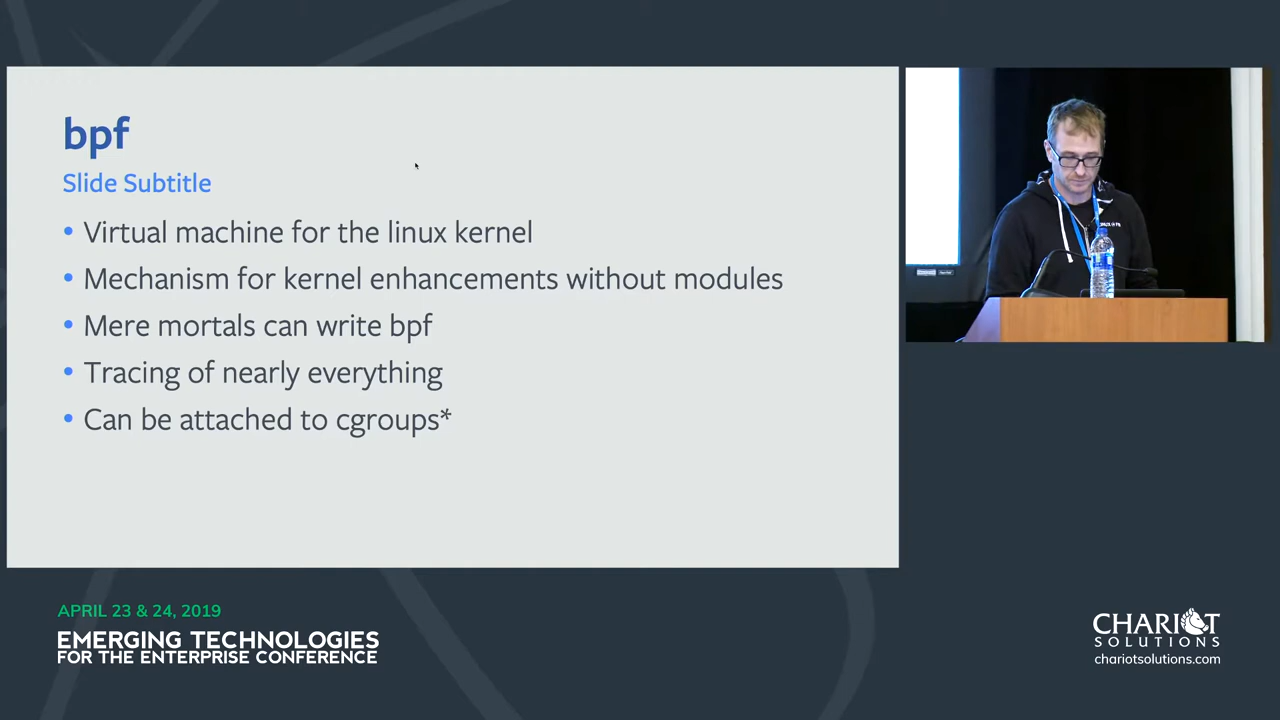 bpf
Slide Subtitle
• Virtual machine for the linux kernel
• Mechanism for kernel enhancements without modules
• Mere mortals can write bpf
• Tracing of nearly everything
• Can be attached to cgroups*
APRIL 23 & 24, 2019
EMERGING TECHNOLOGIES
FOR THE ENTERPRISE CONFERENCE
CHARIOT
SOLUTIONS
chariotsolutions.com